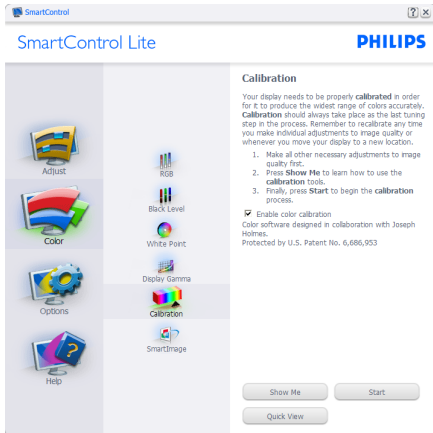 SmartControl
SmartControl Lite
PHILIPS
Adjust
Color
Options
Help
RGB
Black Level
White Point
Display Gamma
Calibration
SmartImage
Calibration
Your display needs to be properly calibrated in order
for it to produce the widest range of colors accurately.
Calibration should always take place as the last tuning
step in the process. Remember to recalibrate any time
you make individual adjustments to image quality or
whenever you move your display to a new location.
1. Make all other necessary adjustments to image
quality first.
2. Press Show Me to learn how to use the
calibration tools.
3. Finally, press Start to begin the calibration
process.
Enable color calibration
Color software designed in collaboration with Joseph
Holmes.
Protected by U.S. Patent No. 6,686,953
Show Me
Start
Quick View